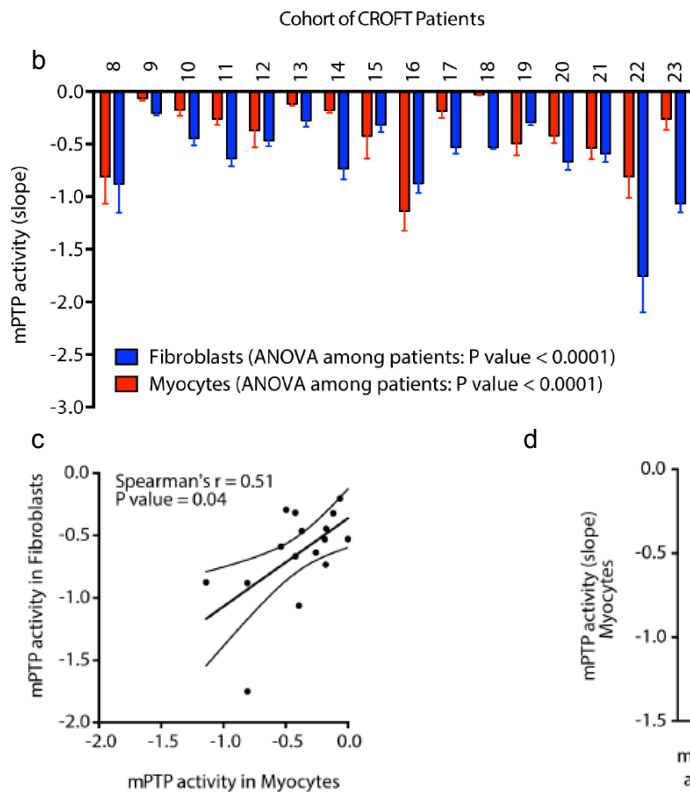 Cohort of CROFT Patients
b
8 9 10 11 12 13 14 15 16 17 18 19 20 21 22 23
0.0
-0.5
-1.0
-1.5
-2.0
-2.5
-3.0
mPTP activity (slope)
Fibroblasts (ANOVA among patients: P value < 0.0001)
Myocytes (ANOVA among patients: P value < 0.0001)
c
0.0
-0.5
-1.0
-1.5
-2.0
mPTP activity in Fibroblasts
Spearman's r = 0.51
P value = 0.04
-2.0 -1.5 -1.0 -0.5 0.0
mPTP activity in Myocytes
d
0.0
-0.5
-1.0
-1.5
mPTP activity (slope)
Myocytes
m
a